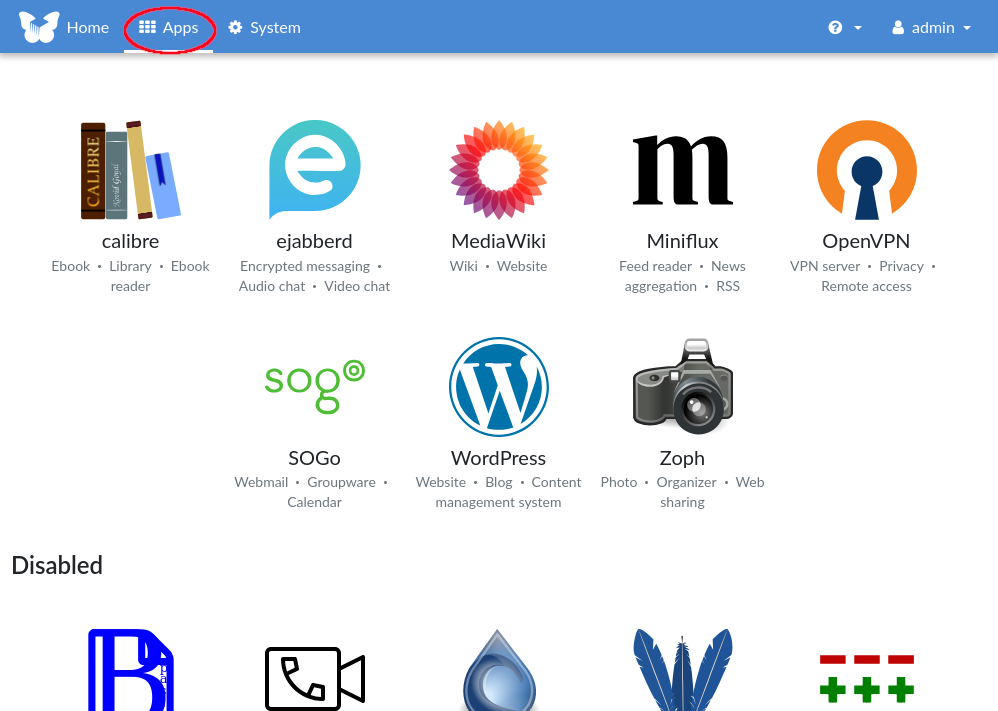 Home Apps System admin
CALIBRE
Kovid Goyal
calibre
Ebook • Library • Ebook
reader
ejabberd
Encrypted messaging •
Audio chat • Video chat
MediaWiki
Wiki • Website
m
Miniflux
Feed reader • News
aggregation • RSS
OpenVPN
VPN server • Privacy •
Remote access
sogo
SOGo
Webmail • Groupware •
Calendar
W
WordPress
Website • Blog • Content
management system
Zoph
Photo • Organizer • Web
sharing
Disabled
B